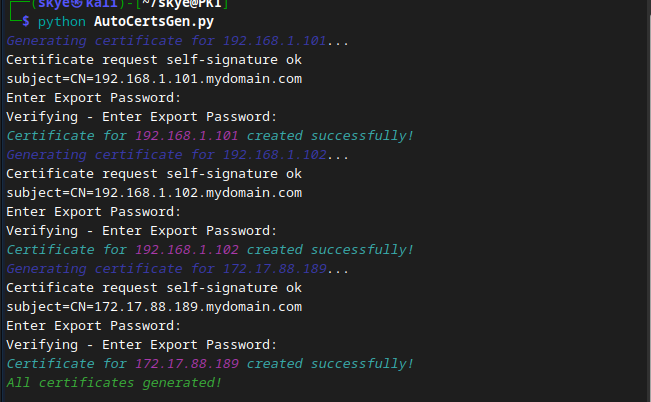 (skye㉿kali)-[~/skye@PKI]
$ python AutoCertsGen.py
Generating certificate for 192.168.1.101...
Certificate request self-signature ok
subject=CN=192.168.1.101.mydomain.com
Enter Export Password:
Verifying - Enter Export Password:
Certificate for 192.168.1.101 created successfully!
Generating certificate for 192.168.1.102...
Certificate request self-signature ok
subject=CN=192.168.1.102.mydomain.com
Enter Export Password:
Verifying - Enter Export Password:
Certificate for 192.168.1.102 created successfully!
Generating certificate for 172.17.88.189...
Certificate request self-signature ok
subject=CN=172.17.88.189.mydomain.com
Enter Export Password:
Verifying - Enter Export Password:
Certificate for 172.17.88.189 created successfully!
All certificates generated!